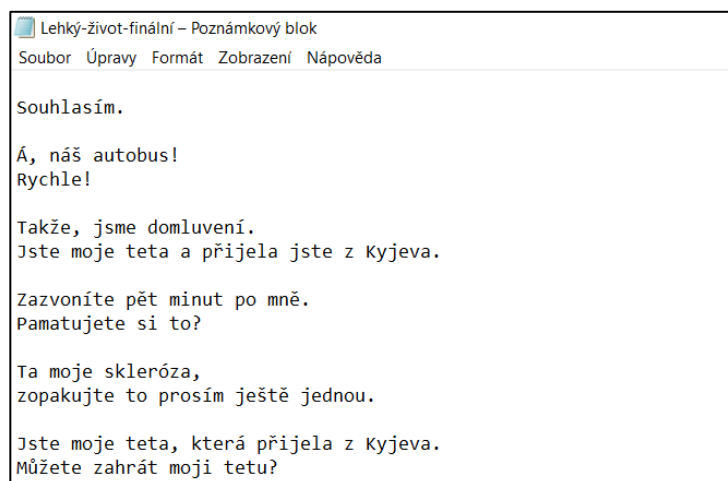 Lehký-život-finální – Poznámkový blok
Soubor Úpravy Formát Zobrazení Nápověda
Souhlasím.
Á, náš autobus!
Rychle!
Takže, jsme domluvení.
Jste moje teta a přijela jste z Kyjeva.
Zazvoníte pět minut po mně.
Pamatujete si to?
Ta moje skleróza,
zopakujte to prosím ještě jednou.
Jste moje teta, která přijela z Kyjeva.
Můžete zahrát moji tetu?